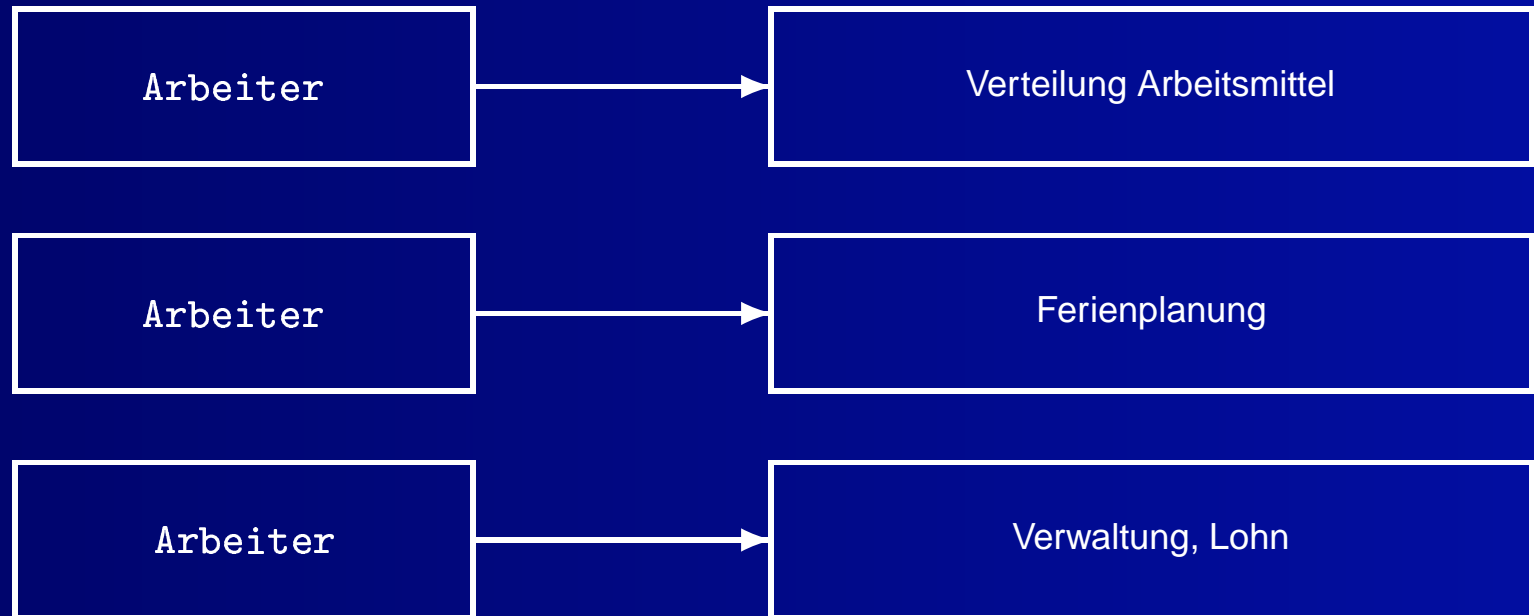 Arbeiter
Verteilung Arbeitsmittel
Arbeiter
Ferienplanung
Arbeiter
Verwaltung, Lohn